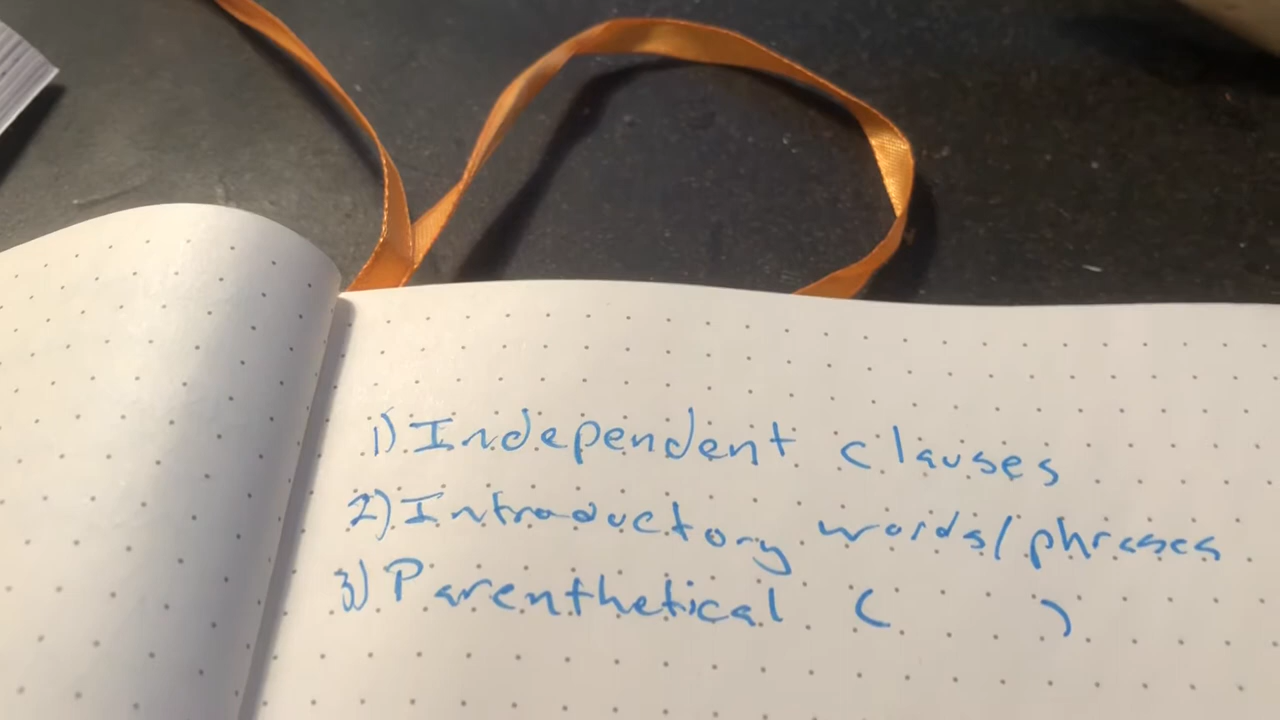 1) Independent clauses
2) Introductory words/phrases
3) Parenthetical ( )